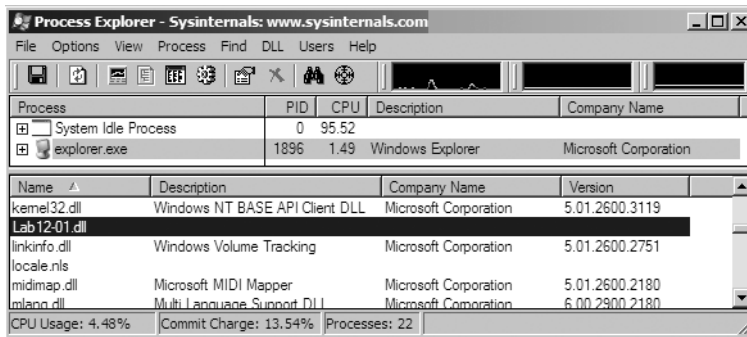 Process Explorer - Sysinternals: www.sysinternals.com
File Options View Process Find DLL Users Help
Process PID CPU Description Company Name
System Idle Process 0 95.52
explorer.exe 1896 1.49 Windows Explorer Microsoft Corporation
Name Description Company Name Version
kernel32.dll Windows NT BASE API Client DLL Microsoft Corporation 5.01.2600.3119
Lab12-01.dll
linkinfo.dll Windows Volume Tracking Microsoft Corporation 5.01.2600.2751
locale.nls
midimap.dll Microsoft MIDI Mapper Microsoft Corporation 5.01.2600.2180
mlang.dll Multi Language Support DLL Microsoft Corporation 6.00.2900.2180
CPU Usage: 4.48% Commit Charge: 13.54% Processes: 22